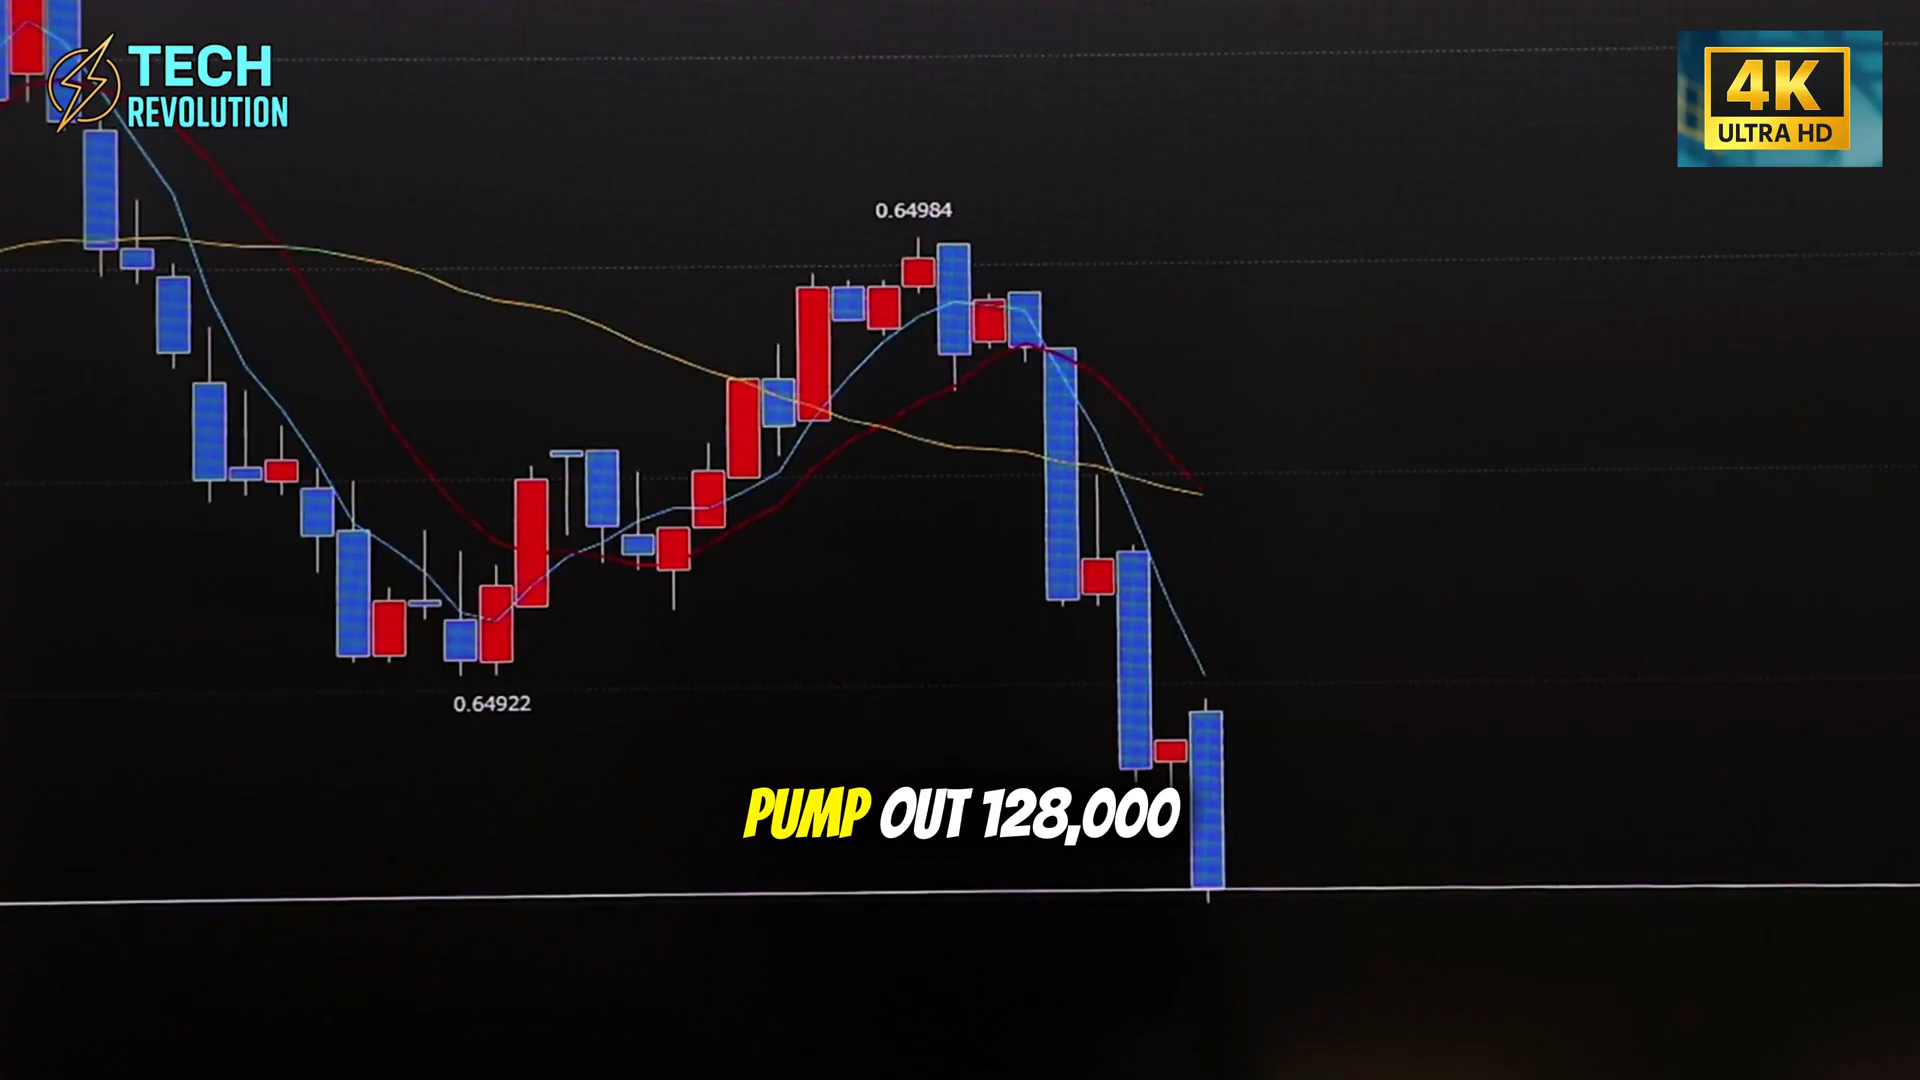 TECH
REVOLUTION
4K
ULTRA HD
0.64984
0.64922
PUMP OUT 128,000